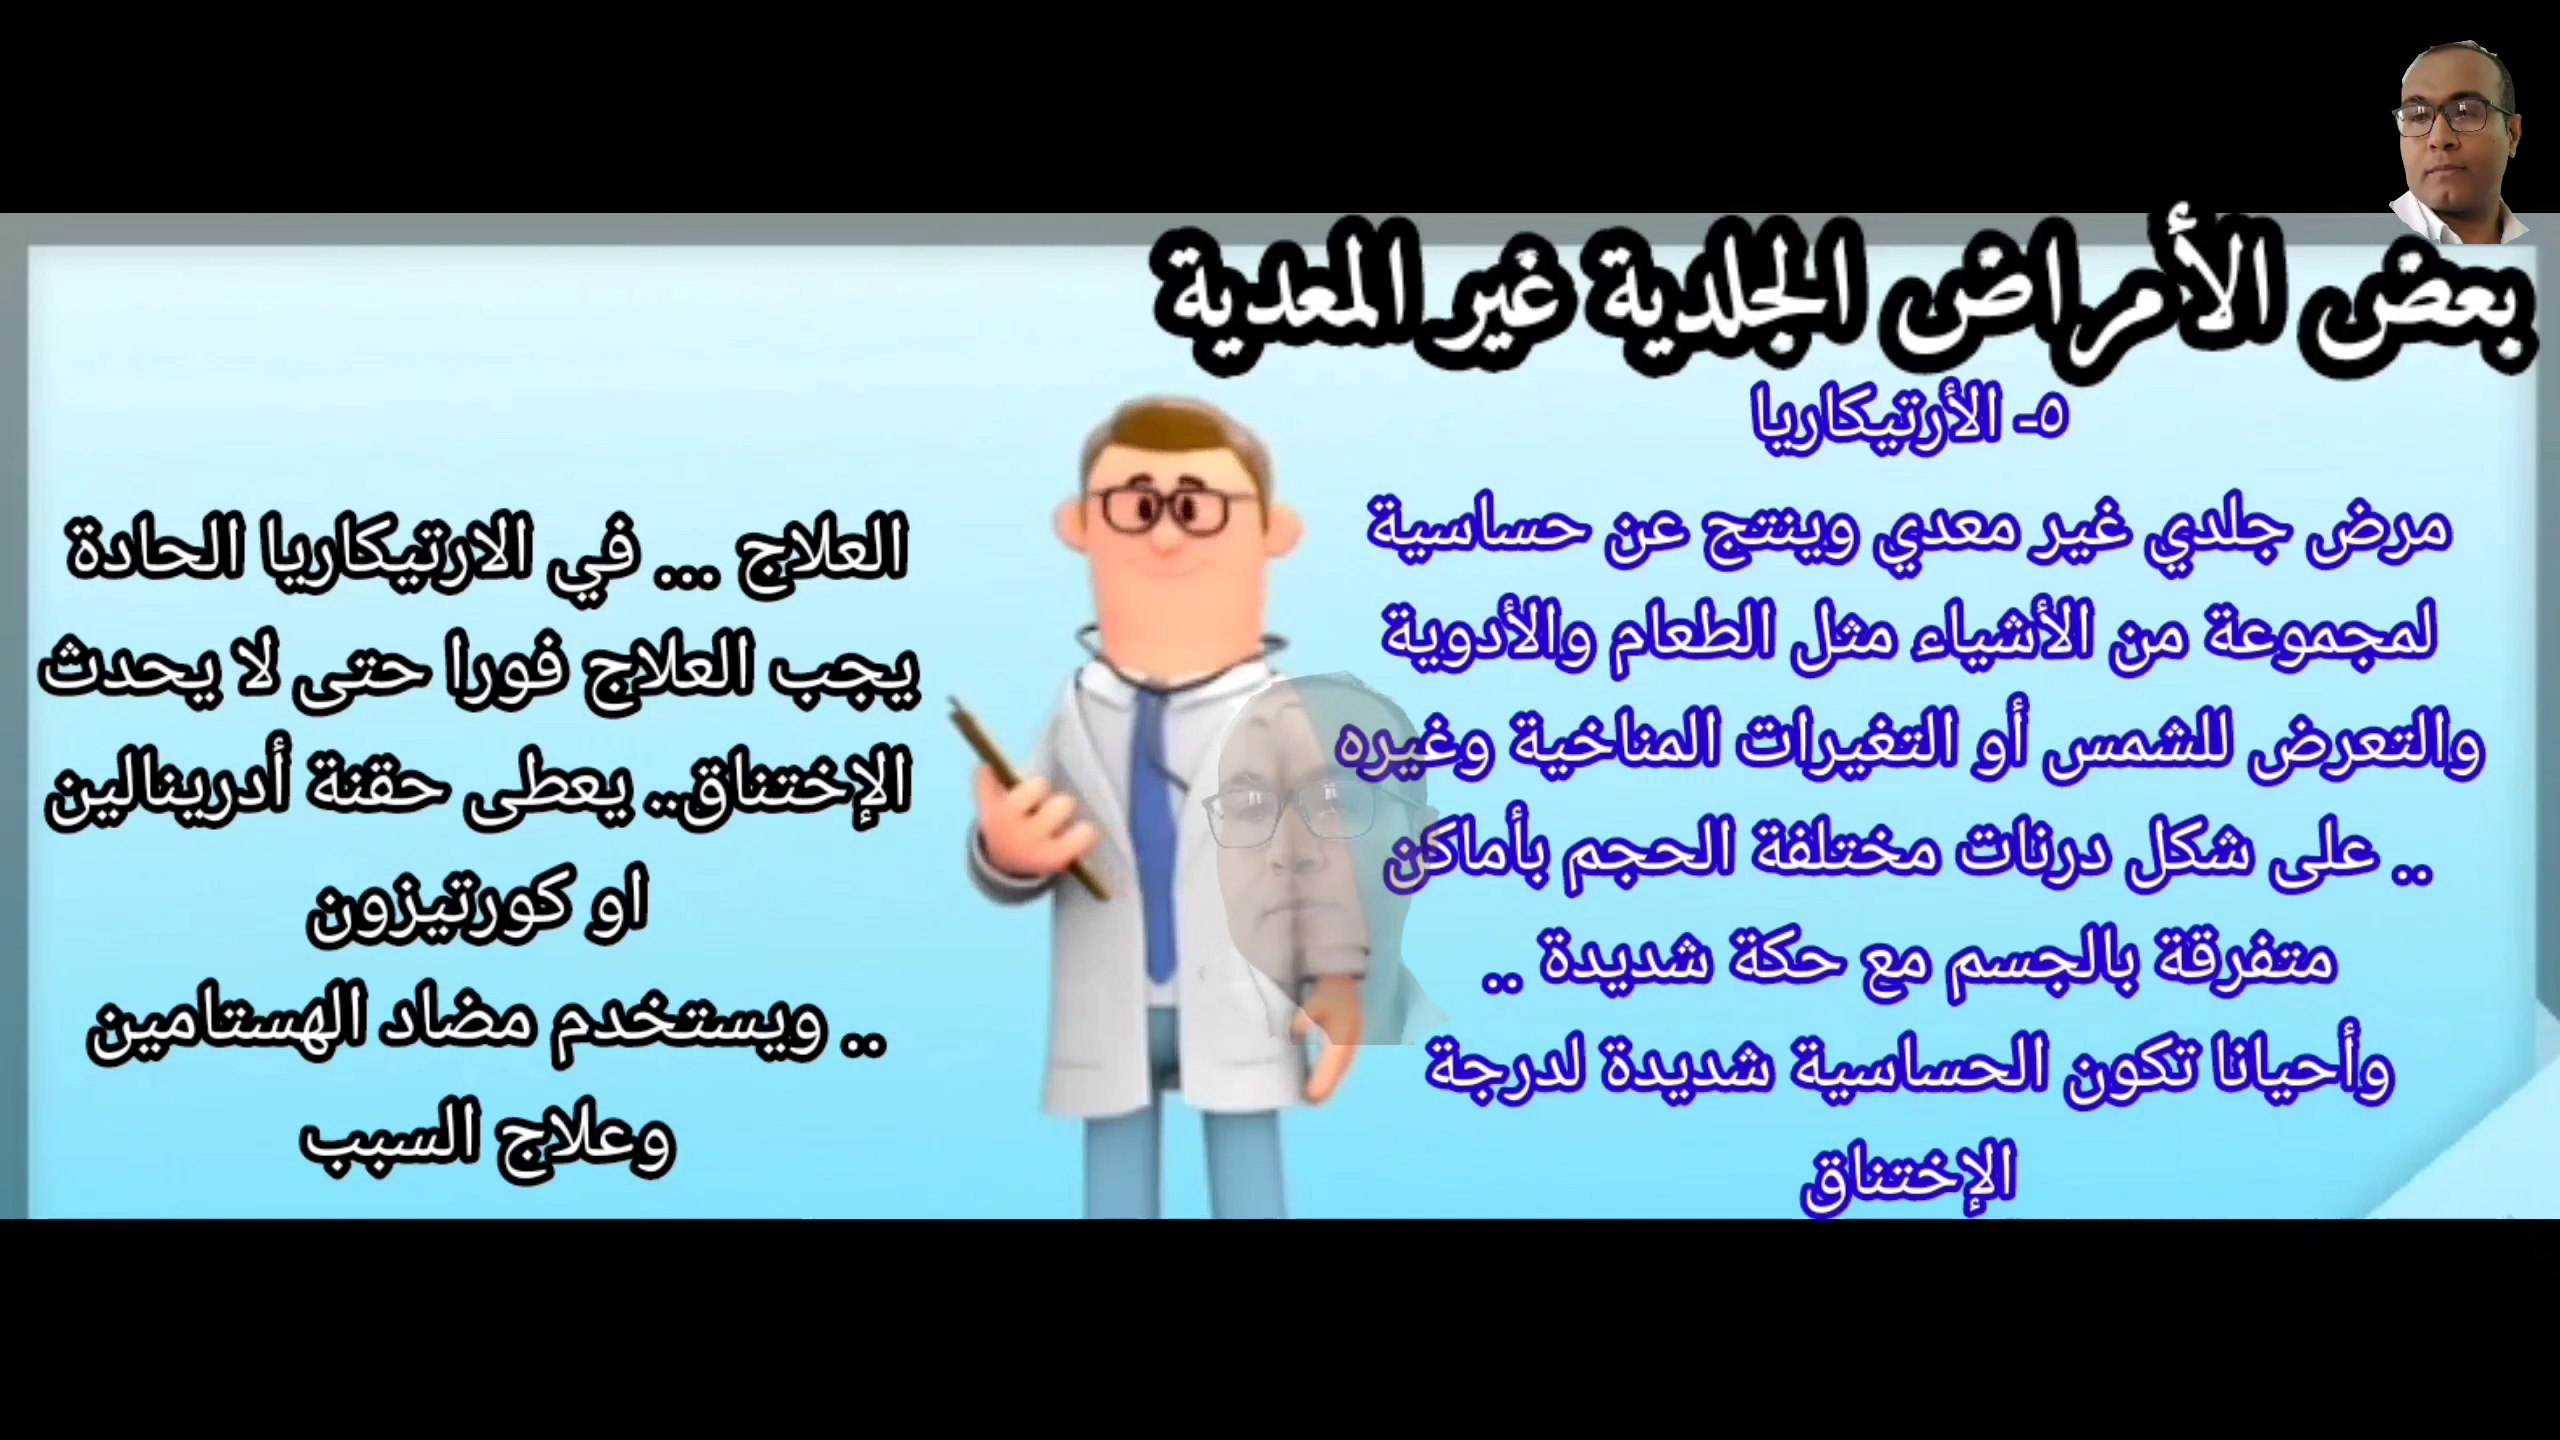 بعض الأمراض الجلدية غير المعدية
٥- الأرتيكاريا
مرض جلدي غير معدي وينتج عن حساسية
لمجموعة من الأشياء مثل الطعام والأدوية
والتعرض للشمس أو التغيرات المناخية وغيره
.. على شكل درنات مختلفة الحجم بأماكن
متفرقة بالجسم مع حكة شديدة ..
وأحيانا تكون الحساسية شديدة لدرجة
الإختناق
العلاج ... في الارتيكاريا الحادة
يجب العلاج فورا حتى لا يحدث
الإختناق.. يعطى حقنة أدرينالين
او كورتيزون
.. ويستخدم مضاد الهستامين
وعلاج السبب